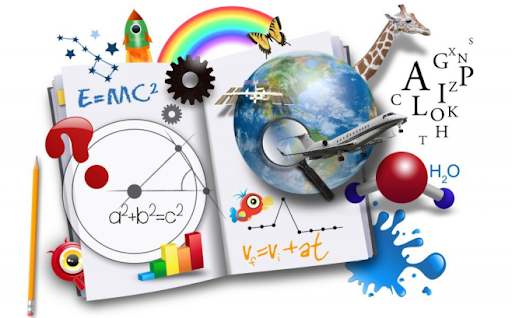 E=MC²
a²+b²=c²
v_f=v_i+at
H₂O
S
X
G
N
A
P
Z
C
L
I
K
O
H
T